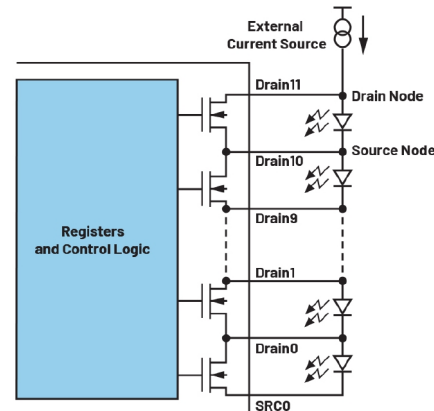 External
Current Source
Drain11
Drain Node
Drain10
Source Node
Drain9
Registers
and Control Logic
Drain1
Drain0
SRC0